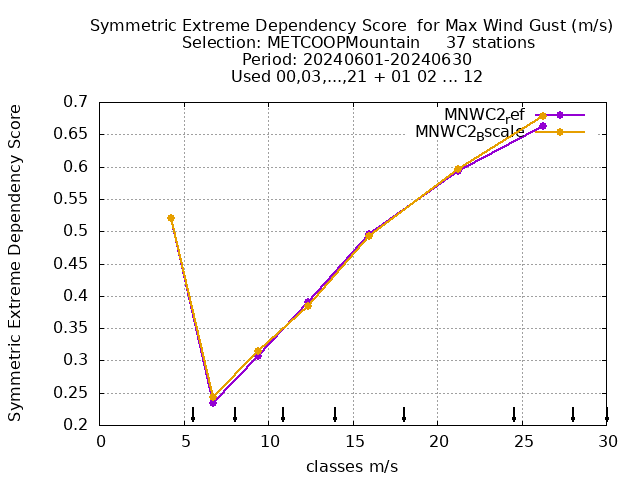 Symmetric Extreme Dependency Score  for Max Wind Gust (m/s)
Selection: METCOOPMountain     37 stations
Period: 20240601-20240630
Used 00,03,...,21 + 01 02 ... 12
Symmetric Extreme Dependency Score
0.7
0.65
0.6
0.55
0.5
0.45
0.4
0.35
0.3
0.25
0.2
MNWC2ref
MNWC2Bscale
0 5 10 15 20 25 30
classes m/s